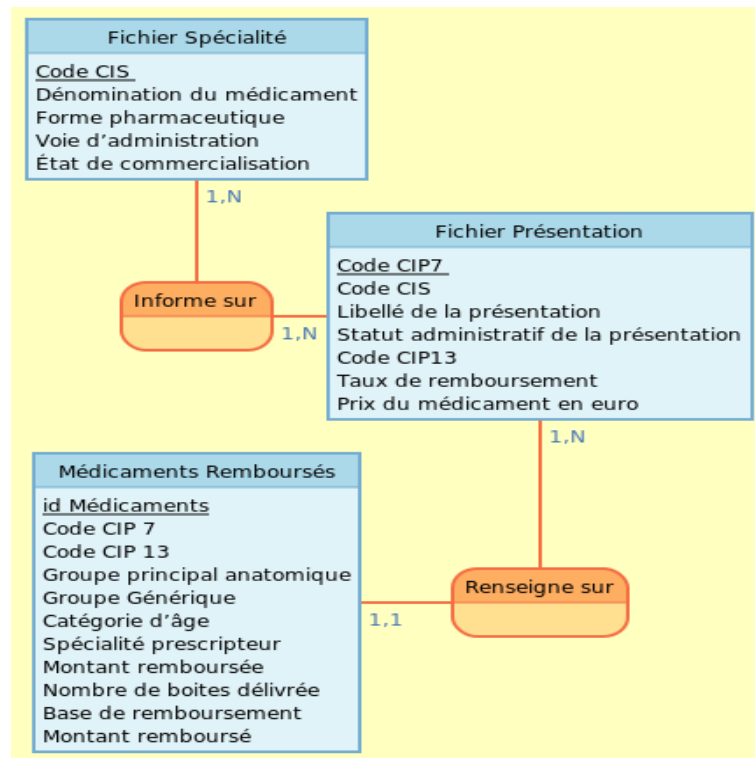 Fichier Spécialité
Code CIS
Dénomination du médicament
Forme pharmaceutique
Voie d’administration
État de commercialisation
1,N
Informe sur
1,N
Fichier Présentation
Code CIP7
Code CIS
Libellé de la présentation
Statut administratif de la présentation
Code CIP13
Taux de remboursement
Prix du médicament en euro
1,N
Renseigne sur
1,1
Médicaments Remboursés
id Médicaments
Code CIP 7
Code CIP 13
Groupe principal anatomique
Groupe Générique
Catégorie d’âge
Spécialité prescripteur
Montant remboursée
Nombre de boites délivrée
Base de remboursement
Montant remboursé